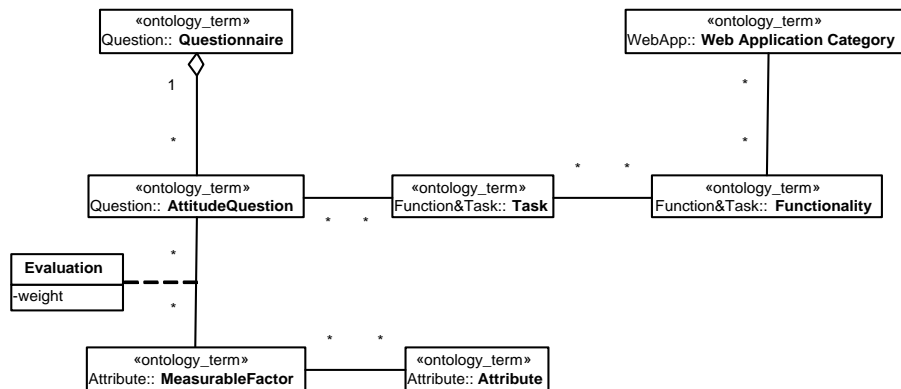 «ontology_term»
Question:: Questionnaire
«ontology_term»
WebApp:: Web Application Category
1
*
*
*
«ontology_term»
Question:: AttitudeQuestion
«ontology_term»
Function&Task:: Task
«ontology_term»
Function&Task:: Functionality
* *
* *
*
*
Evaluation
-weight
«ontology_term»
Attribute:: MeasurableFactor
«ontology_term»
Attribute:: Attribute
* *